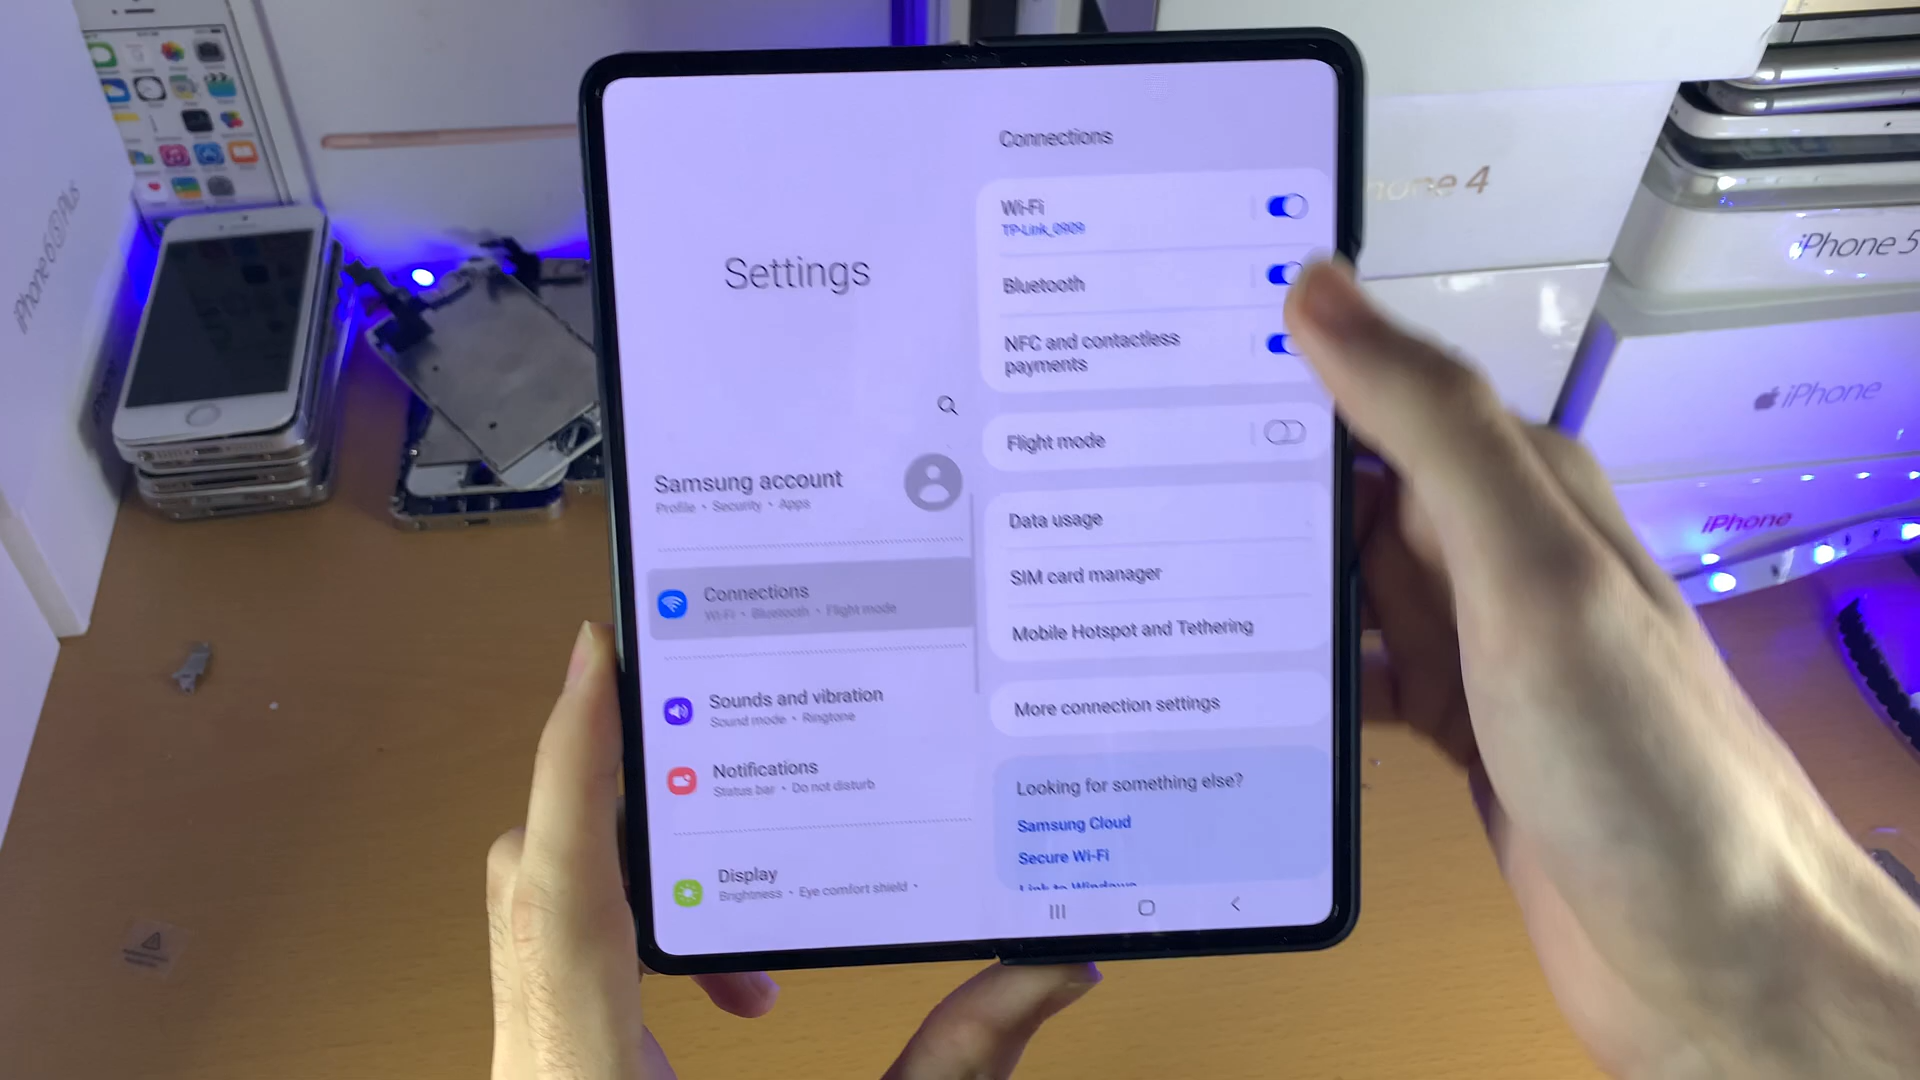 Settings
Samsung account
Profile • Security • Apps
Connections
Wi-Fi • Bluetooth • Flight mode
Sounds and vibration
Sound mode • Ringtone
Notifications
Status bar • Do not disturb
Display
Brightness • Eye comfort shield •
Connections
Wi-Fi
TP-Link_0909
Bluetooth
NFC and contactless
payments
Flight mode
Data usage
SIM card manager
Mobile Hotspot and Tethering
More connection settings
Looking for something else?
Samsung Cloud
Secure Wi-Fi
Link to Windows
iPhone 6s Plus
hone 4
iPhone 5
iPhone
iPhone